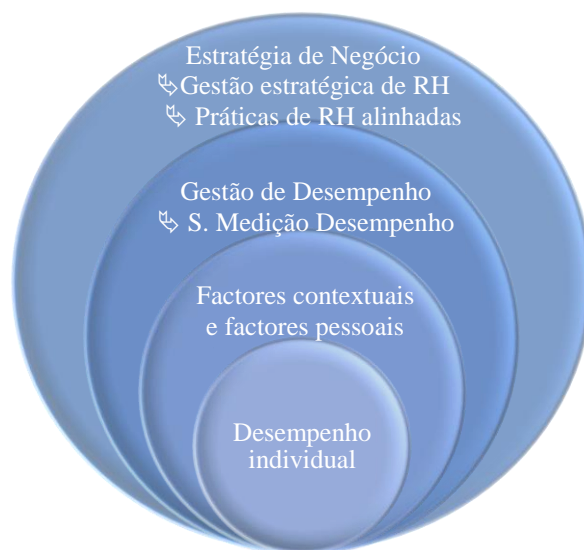 Estratégia de Negócio
⮱Gestão estratégica de RH
⮱ Práticas de RH alinhadas
Gestão de Desempenho
⮱ S. Medição Desempenho
Factores contextuais
e factores pessoais
Desempenho
individual